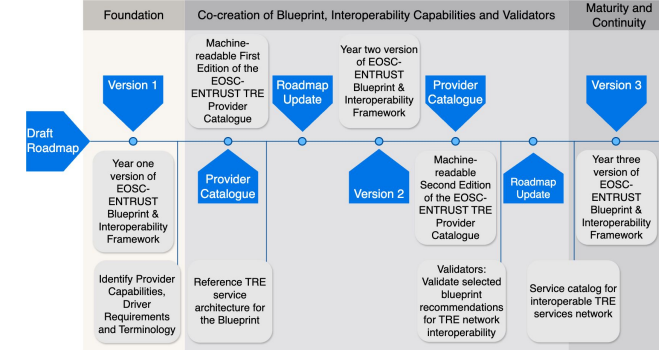 Foundation
Co-creation of Blueprint, Interoperability Capabilities and Validators
Maturity and
Continuity
Draft
Roadmap
Version 1
Year one
version of
EOSC-
ENTRUST
Blueprint &
Interoperability
Framework
Identify Provider
Capabilities,
Driver
Requirements
and Terminology
Machine-
readable First
Edition of the
EOSC-
ENTRUST TRE
Provider
Catalogue
Provider
Catalogue
Reference TRE
service
architecture for
the Blueprint
Roadmap
Update
Year two version
of EOSC-
ENTRUST
Blueprint &
Interoperability
Framework
Version 2
Provider
Catalogue
Machine-
readable
Second Edition
of the EOSC-
ENTRUST TRE
Provider
Catalogue
Validators:
Validate selected
blueprint
recommendations
for TRE network
interoperability
Roadmap
Update
Service catalog for
interoperable TRE
services network
Version 3
Year three
version of
EOSC-
ENTRUST
Blueprint &
Interoperability
Framework